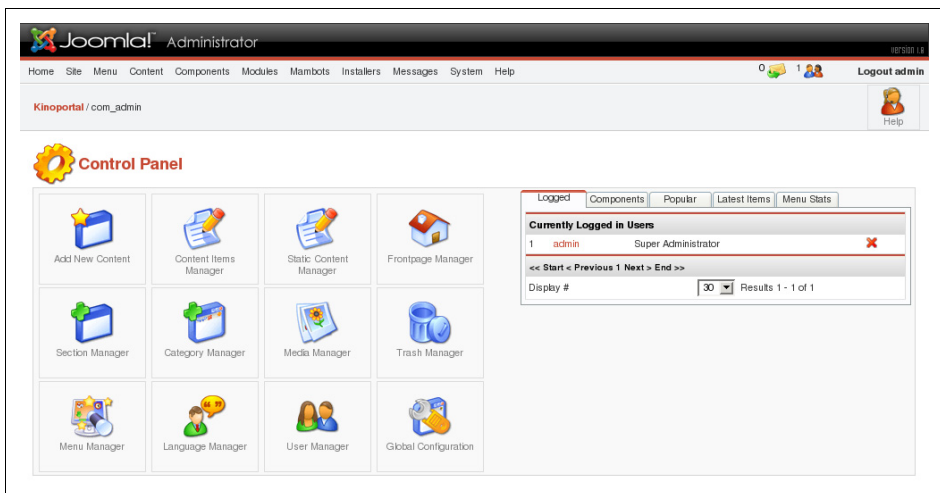 Joomla! Administrator
version 1.0
Home Site Menu Content Components Modules Mambots Installers Messages System Help 0 1 Logout admin
Kinoportal / com_admin
Help
Control Panel
Add New Content
Content Items Manager
Static Content Manager
Frontpage Manager
Section Manager
Category Manager
Media Manager
Trash Manager
Menu Manager
Language Manager
User Manager
Global Configuration
Logged Components Popular Latest Items Menu Stats
Currently Logged in Users
1 admin Super Administrator
<< Start < Previous 1 Next > End >>
Display # 30 Results 1 - 1 of 1